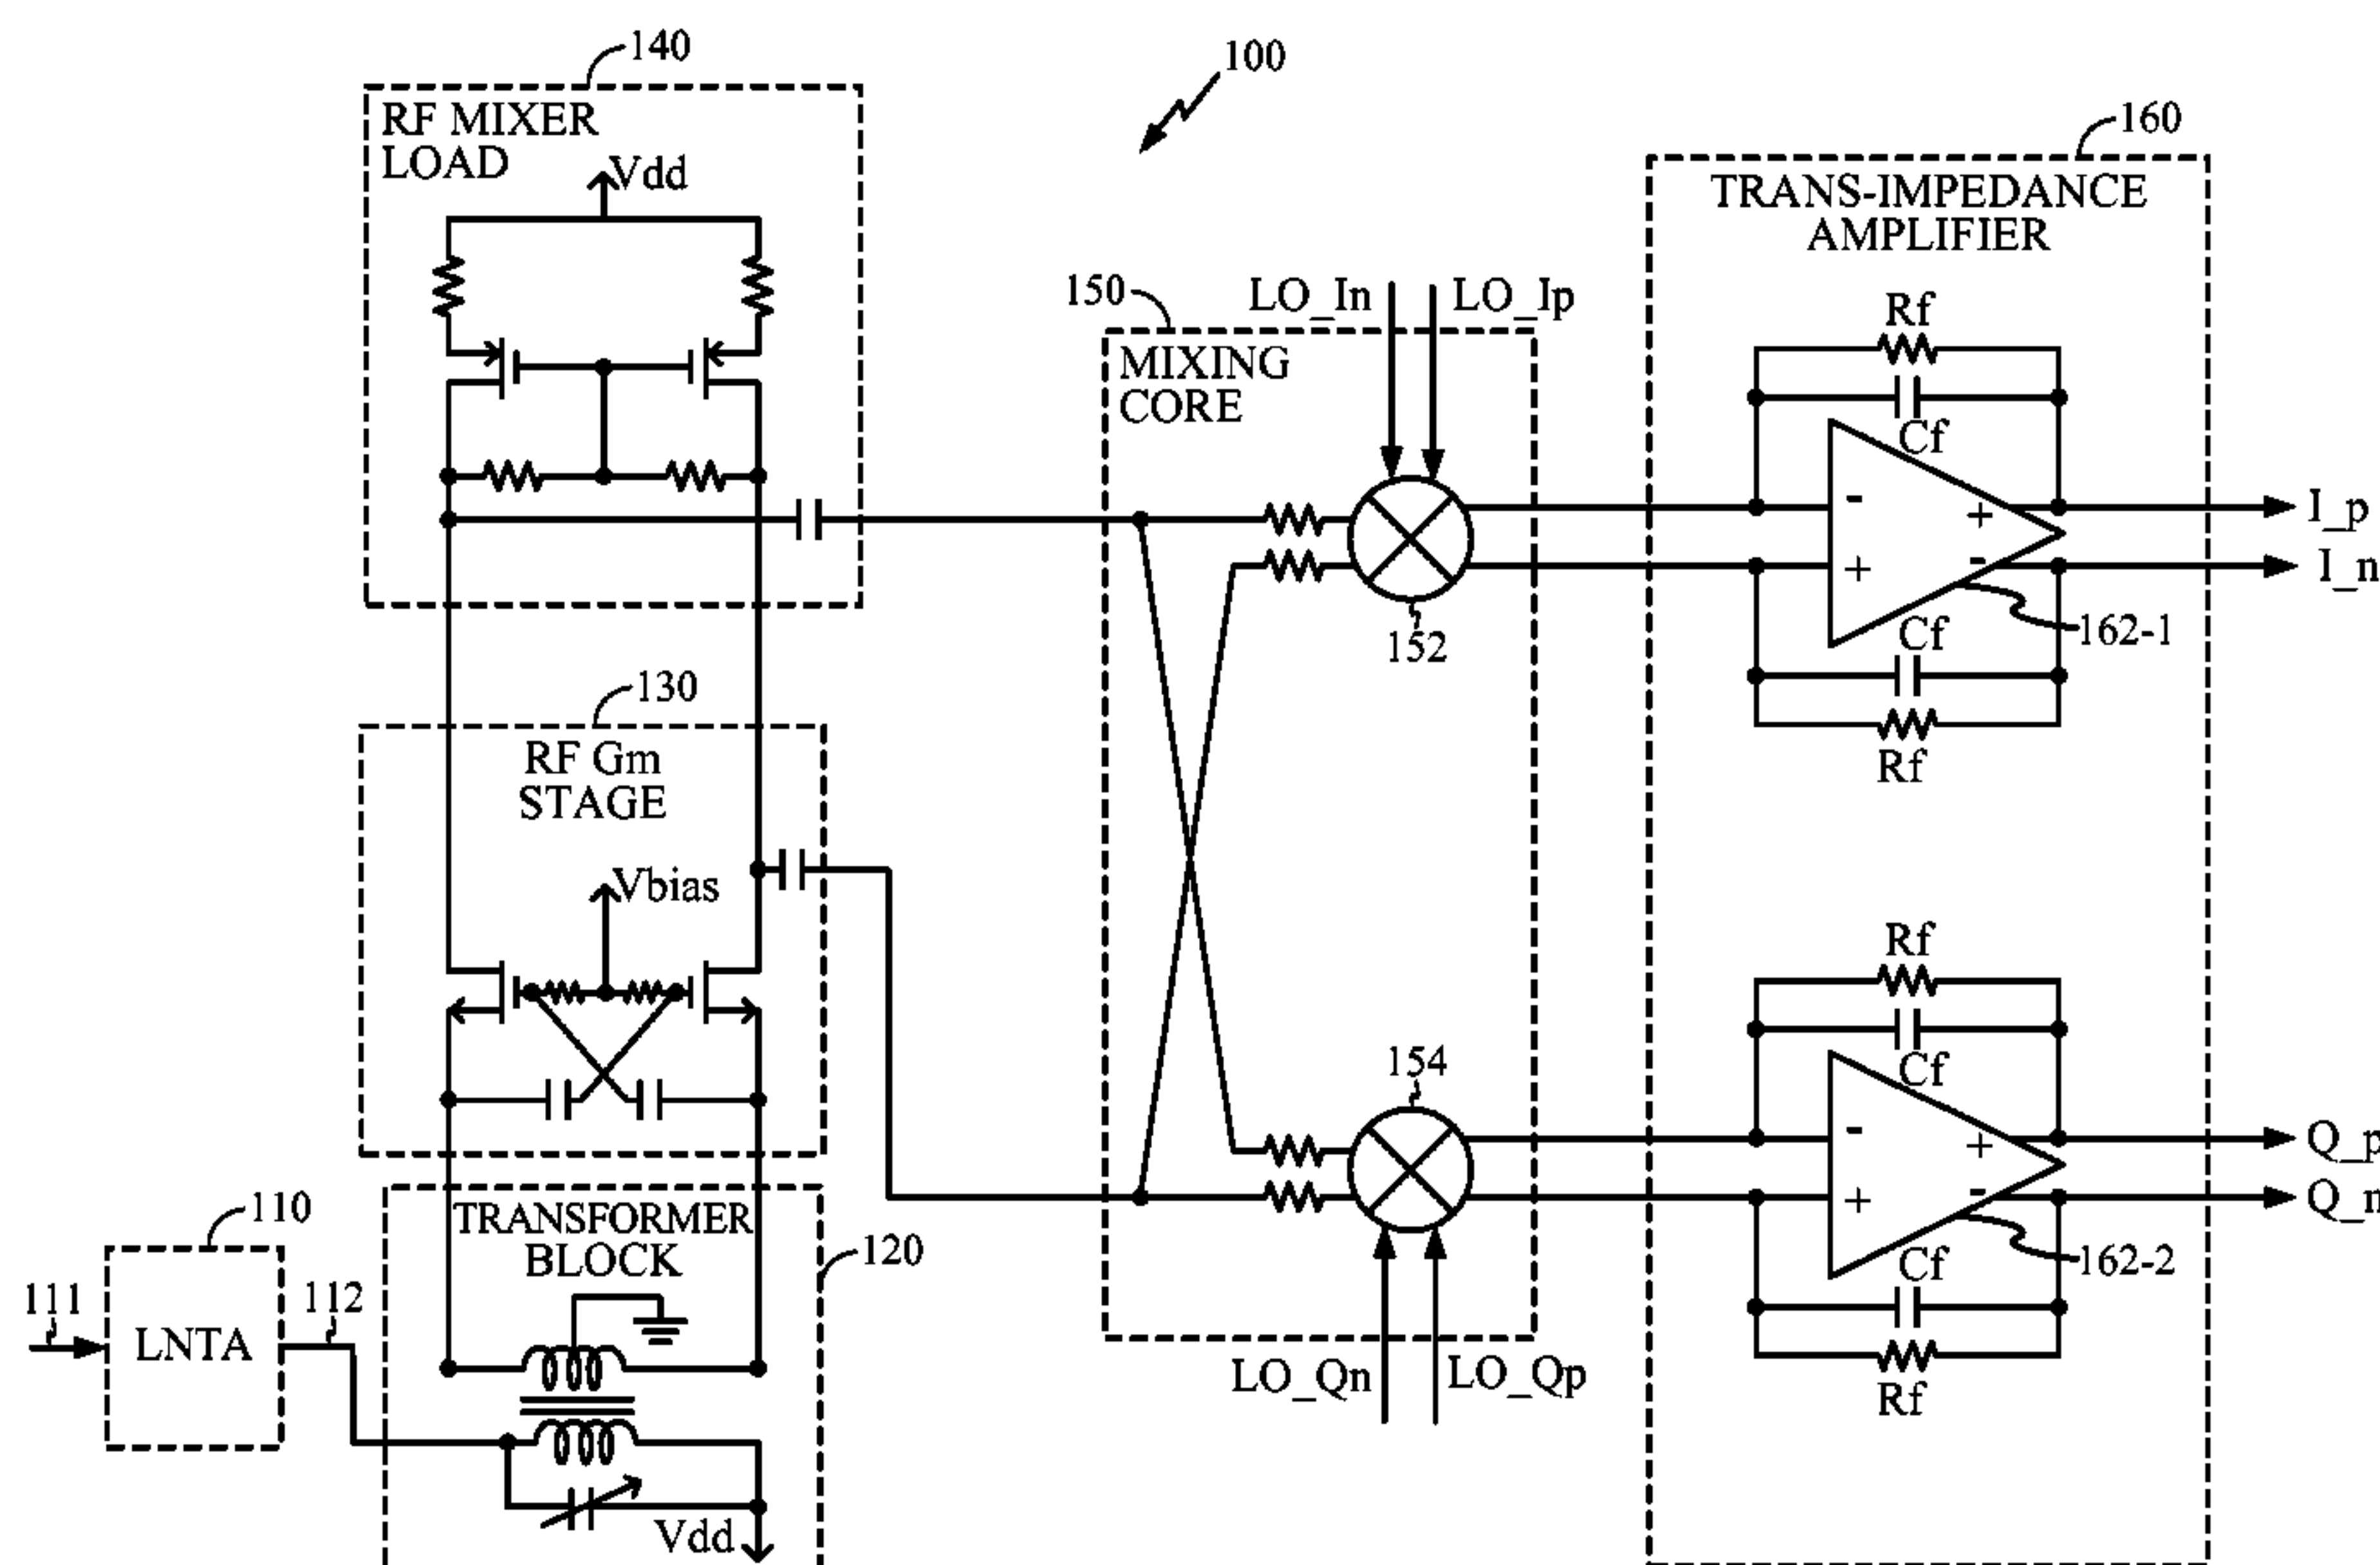 140
100
RF MIXER
LOAD
Vdd
160
TRANS-IMPEDANCE
AMPLIFIER
150
LO_In
LO_Ip
MIXING
CORE
Rf
Cf
-
+
+
-
I_p
I_n
152
162-1
Cf
Rf
130
RF Gm
STAGE
Vbias
154
Rf
Cf
-
+
+
-
Q_p
Q_n
162-2
Cf
Rf
LO_Qn
LO_Qp
110
TRANSFORMER
BLOCK
120
111
LNTA
112
Vdd